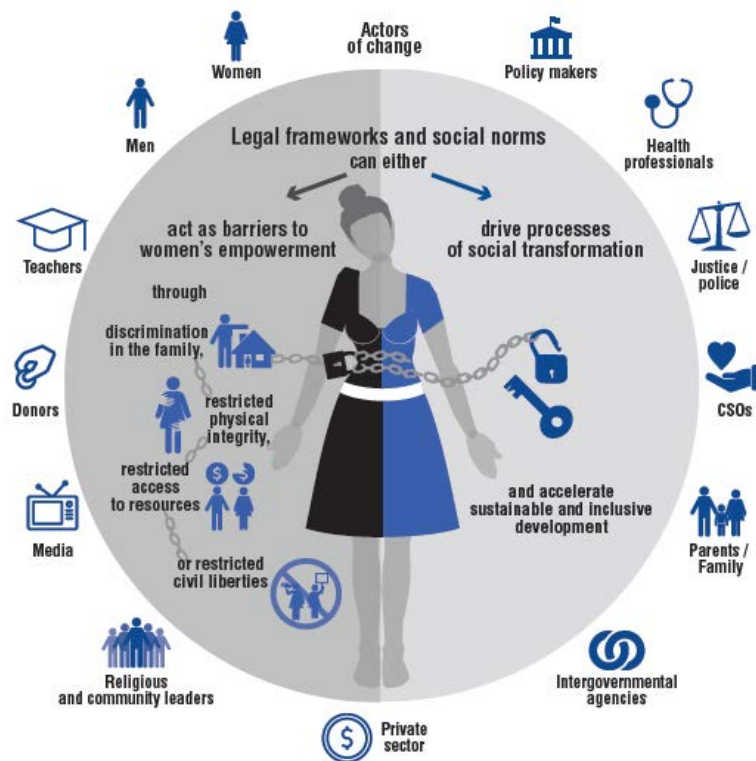 Actors
of change
Women
Policy makers
Men
Health
professionals
Legal frameworks and social norms
can either
act as barriers to
women's empowerment
drive processes
of social transformation
Teachers
Justice /
police
through
discrimination
in the family,
Donors
CSOs
restricted
physical
integrity,
restricted
access
to resources
$
and accelerate
sustainable and inclusive
development
Media
Parents /
Family
or restricted
civil liberties
Religious
and community leaders
Intergovernmental
agencies
$
Private
sector